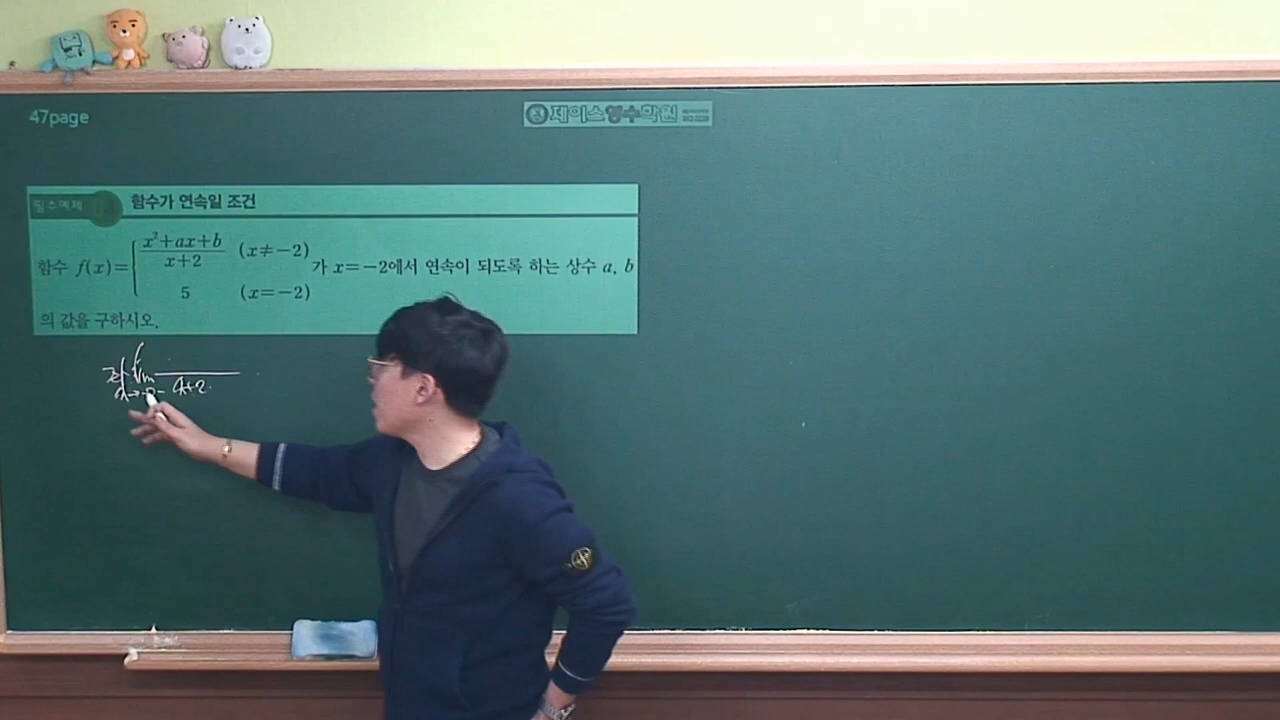 47page
제이스영수학원
필수예제 함수가 연속일 조건
함수 f(x)={ (x²+ax+b)/(x+2) (x≠−2)
5 (x=−2)
가 x=−2에서 연속이 되도록 하는 상수 a, b
의 값을 구하시오.
lim
x→-2- x+2